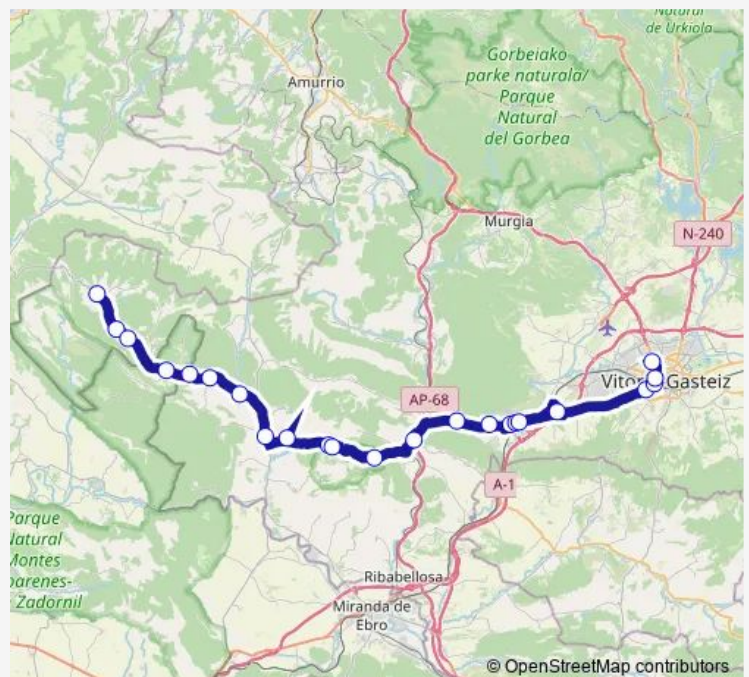 Natural
de Urkiola
Gorbeiako
parke naturala/
Parque
Natural
del Gorbea
Amurrio
Murgia
N-240
Gasteiz
AP-68
A-1
Parque
Natural
Montes
Zadornil
Ribabellosa
Miranda de
Ebro
© OpenStreetMap contributors